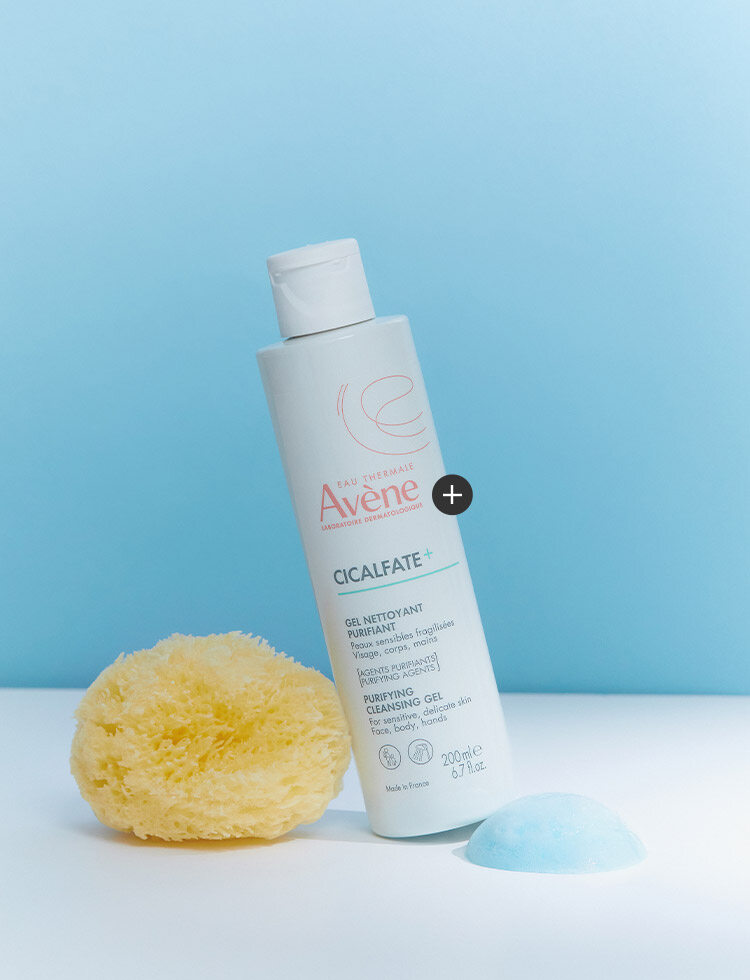 EAU THERMALE
Avène
LABORATOIRE DERMATOLOGIQUE
CICALFATE+
GEL NETTOYANT
PURIFIANT
Peaux sensibles fragilisées
Visage, corps, mains
[AGENTS PURIFIANTS
PURIFYING AGENTS]
PURIFYING
CLEANSING GEL
For sensitive, delicate skin
Face, body, hands
200ml℮
6.7 fl.oz.
Made in France